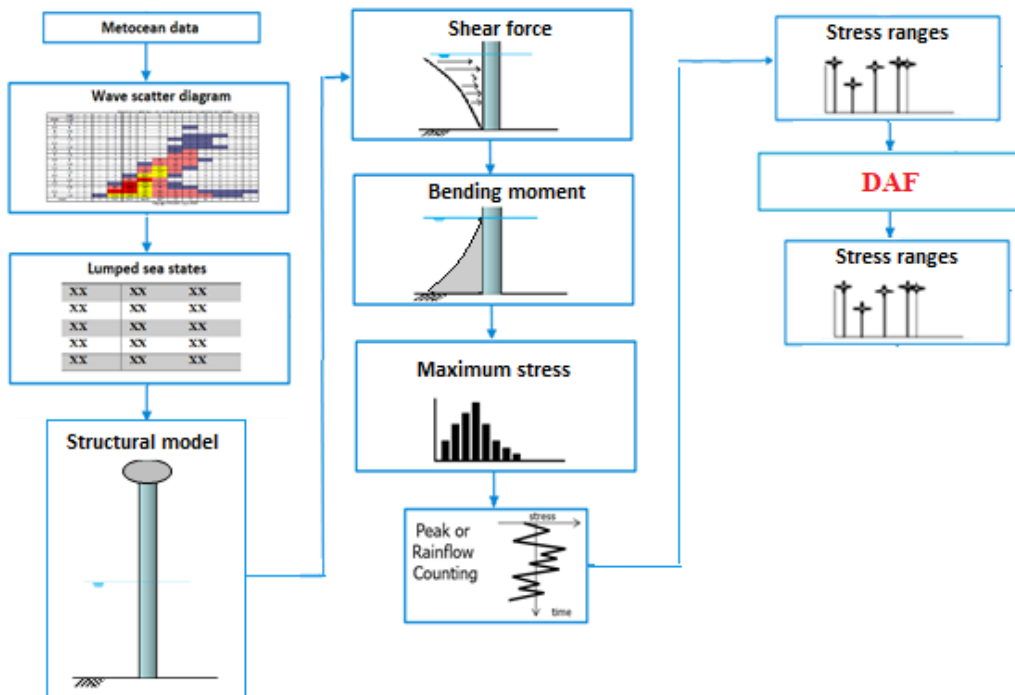 Metocean data
Wave scatter diagram
Lumped sea states
XX XX XX
XX XX XX
XX XX XX
XX XX XX
XX XX XX
Structural model
Shear force
Bending moment
Maximum stress
Peak or
Rainflow
Counting
stress
time
Stress ranges
DAF
Stress ranges